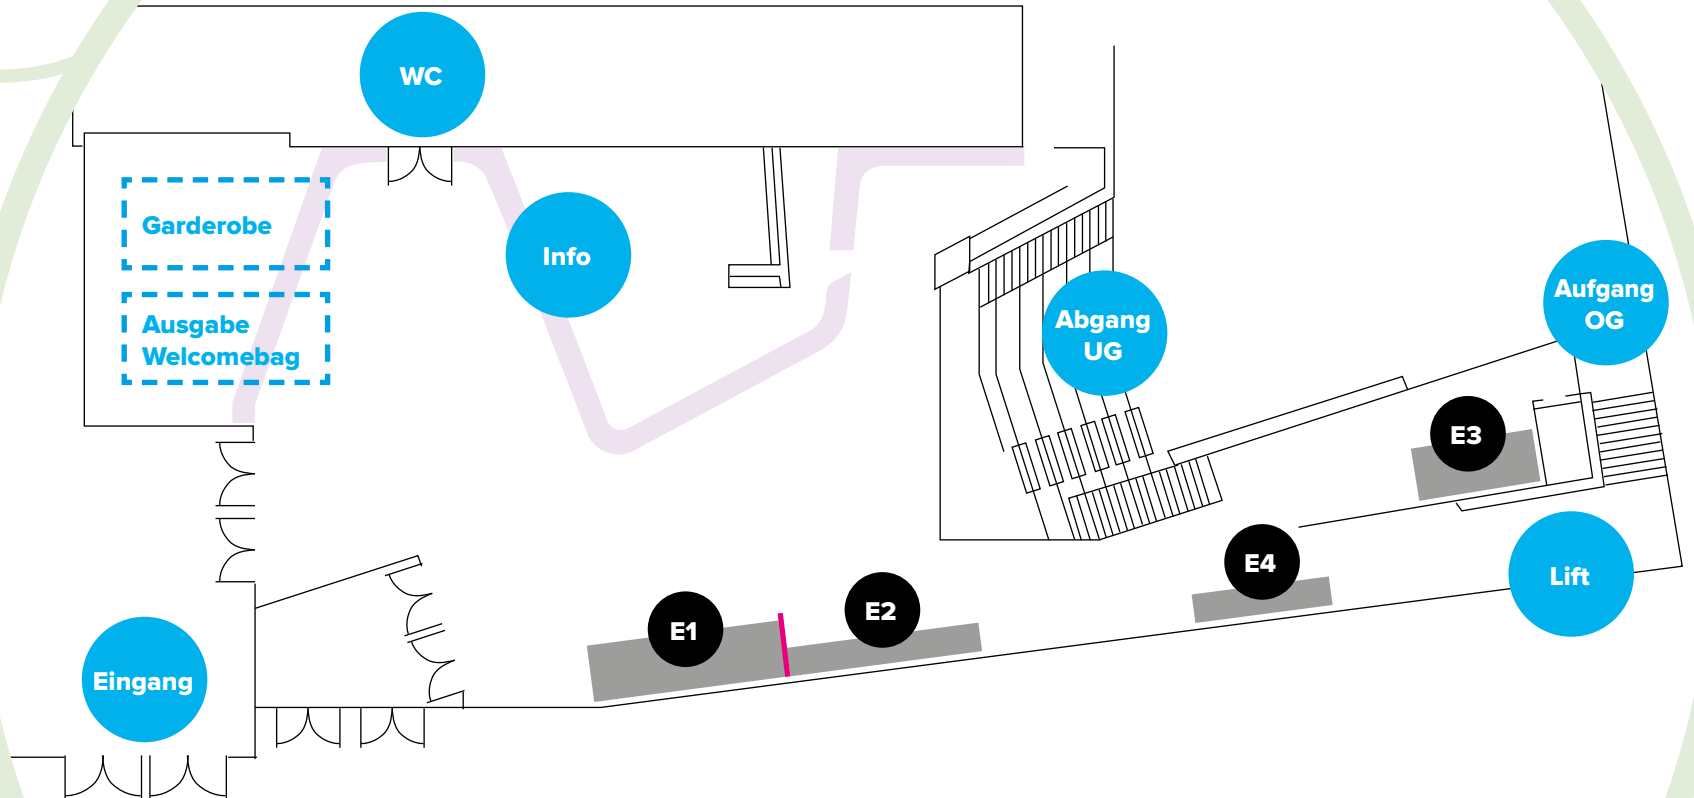 WC
Garderobe
Info
Ausgabe
Welcomebag
Abgang
UG
Aufgang
OG
E3
E4
Lift
E2
E1
Eingang